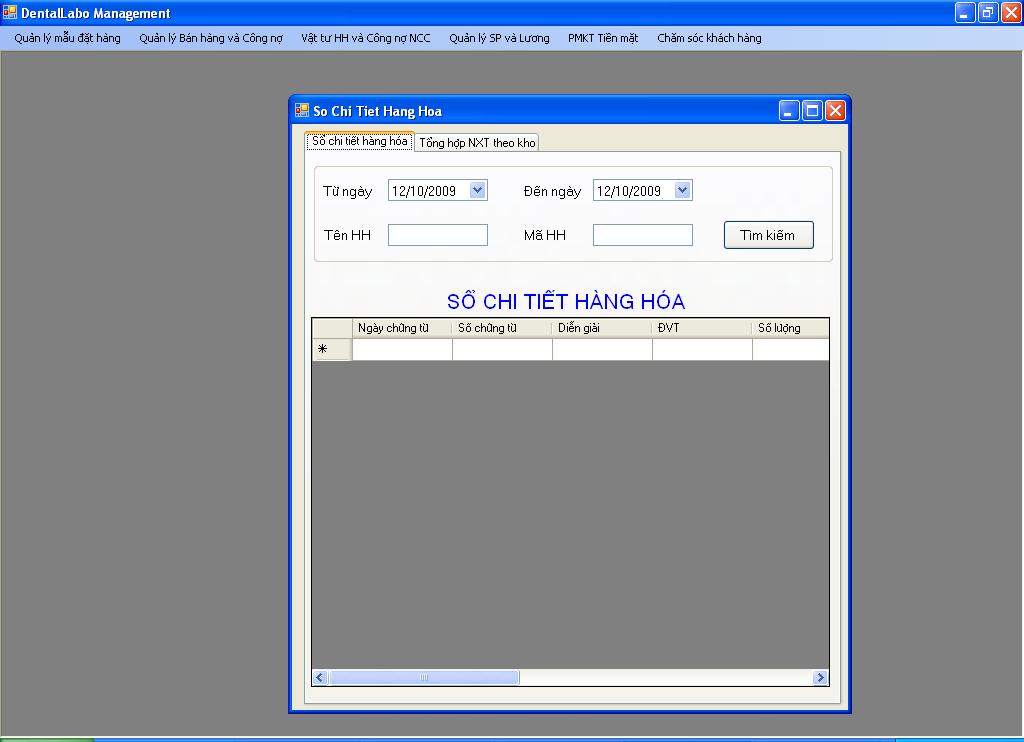 DentalLabo Management
Quản lý mẫu đặt hàng Quản lý Bán hàng và Công nợ Vật tư HH và Công nợ NCC Quản lý SP và Lương PMKT Tiền mặt Chăm sóc khách hàng
So Chi Tiet Hang Hoa
Sổ chi tiết hàng hóa Tổng hợp NXT theo kho
Từ ngày 12/10/2009 Đến ngày 12/10/2009
Tên HH Mã HH Tìm kiếm
SỔ CHI TIẾT HÀNG HÓA
Ngày chứng từ Số chứng từ Diễn giải ĐVT Số lượng